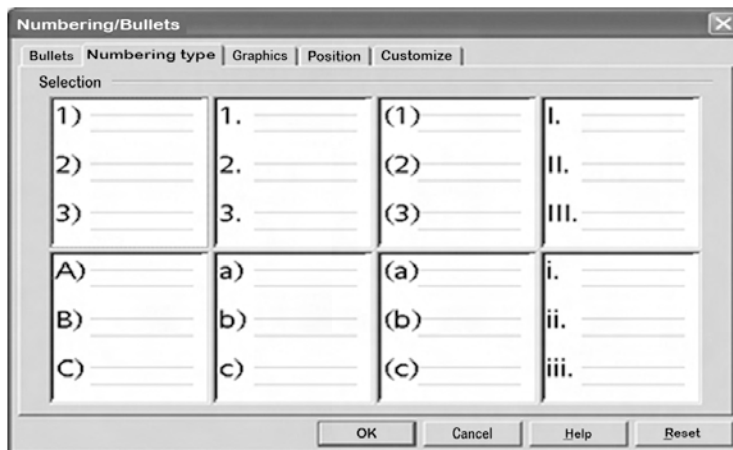 Numbering/Bullets
Bullets | Numbering type | Graphics | Position | Customize |
Selection
1) 1. (1) I.
2) 2. (2) II.
3) 3. (3) III.
A) a) (a) i.
B) b) (b) ii.
C) c) (c) iii.
OK Cancel Help Reset